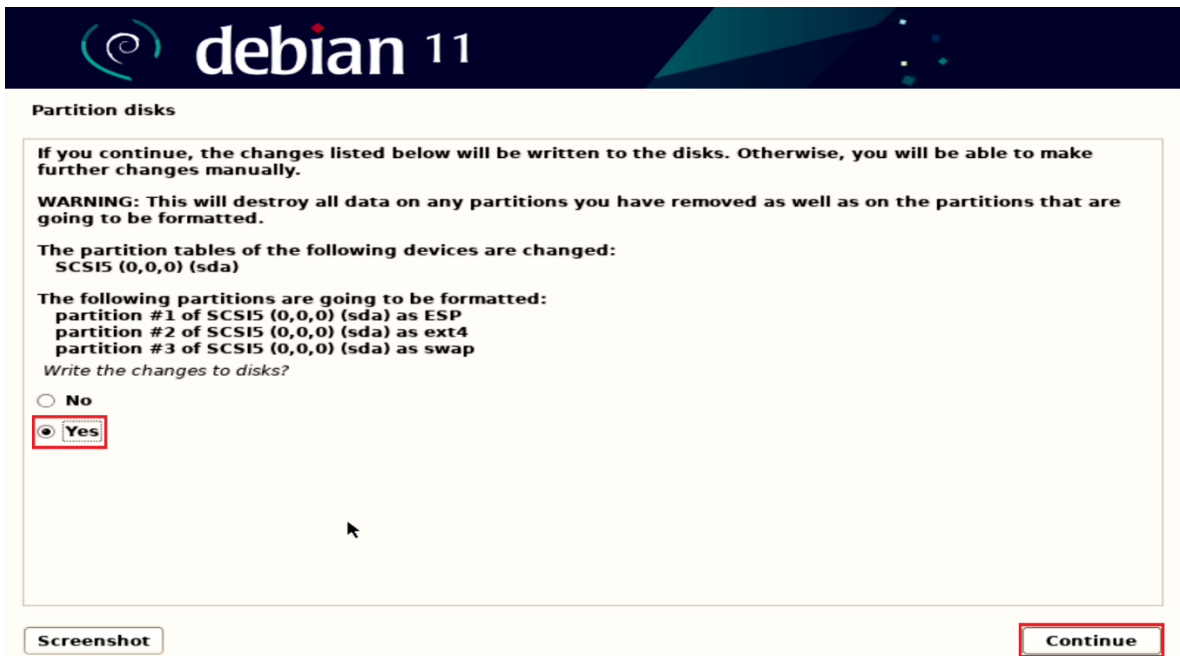 debian 11
Partition disks
If you continue, the changes listed below will be written to the disks. Otherwise, you will be able to make
further changes manually.
WARNING: This will destroy all data on any partitions you have removed as well as on the partitions that are
going to be formatted.
The partition tables of the following devices are changed:
SCSI5 (0,0,0) (sda)
The following partitions are going to be formatted:
partition #1 of SCSI5 (0,0,0) (sda) as ESP
partition #2 of SCSI5 (0,0,0) (sda) as ext4
partition #3 of SCSI5 (0,0,0) (sda) as swap
Write the changes to disks?
No
Yes
Screenshot
Continue